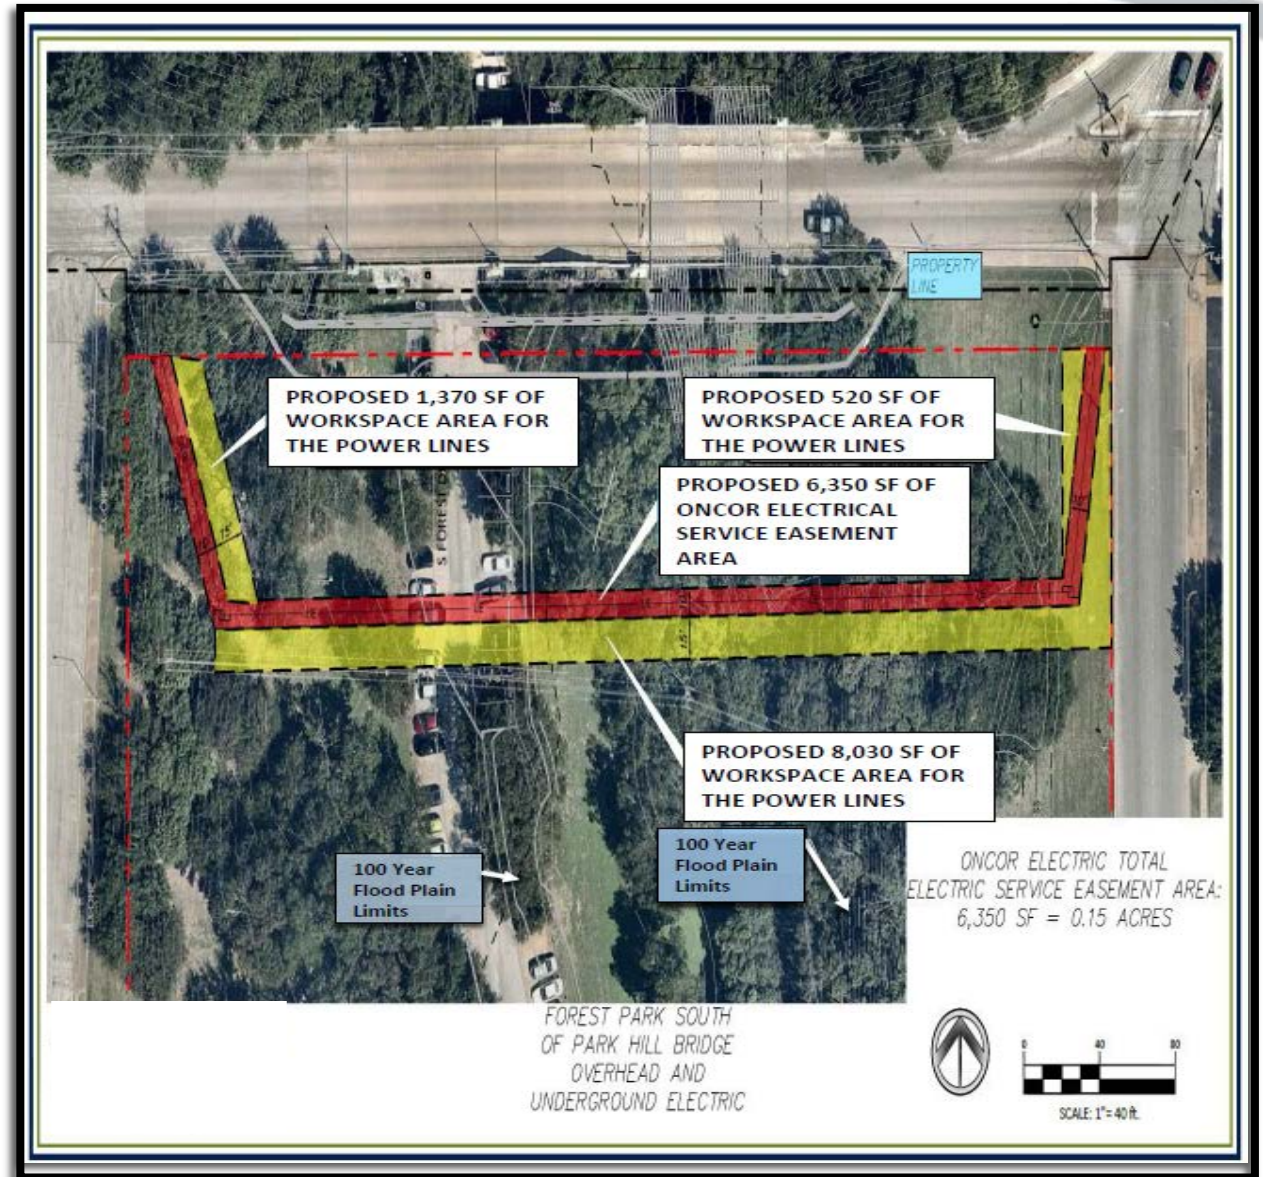 PROPERTY
LINE
PROPOSED 1,370 SF OF
WORKSPACE AREA FOR
THE POWER LINES
PROPOSED 520 SF OF
WORKSPACE AREA FOR
THE POWER LINES
PROPOSED 6,350 SF OF
ONCOR ELECTRICAL
SERVICE EASEMENT
AREA
S FOREST
15'
15'
PROPOSED 8,030 SF OF
WORKSPACE AREA FOR
THE POWER LINES
100 Year
Flood Plain
Limits
100 Year
Flood Plain
Limits
ONCOR ELECTRIC TOTAL
ELECTRIC SERVICE EASEMENT AREA:
6,350 SF = 0.15 ACRES
FOREST PARK SOUTH
OF PARK HILL BRIDGE
OVERHEAD AND
UNDERGROUND ELECTRIC
0 40 80
SCALE: 1"= 40 ft.